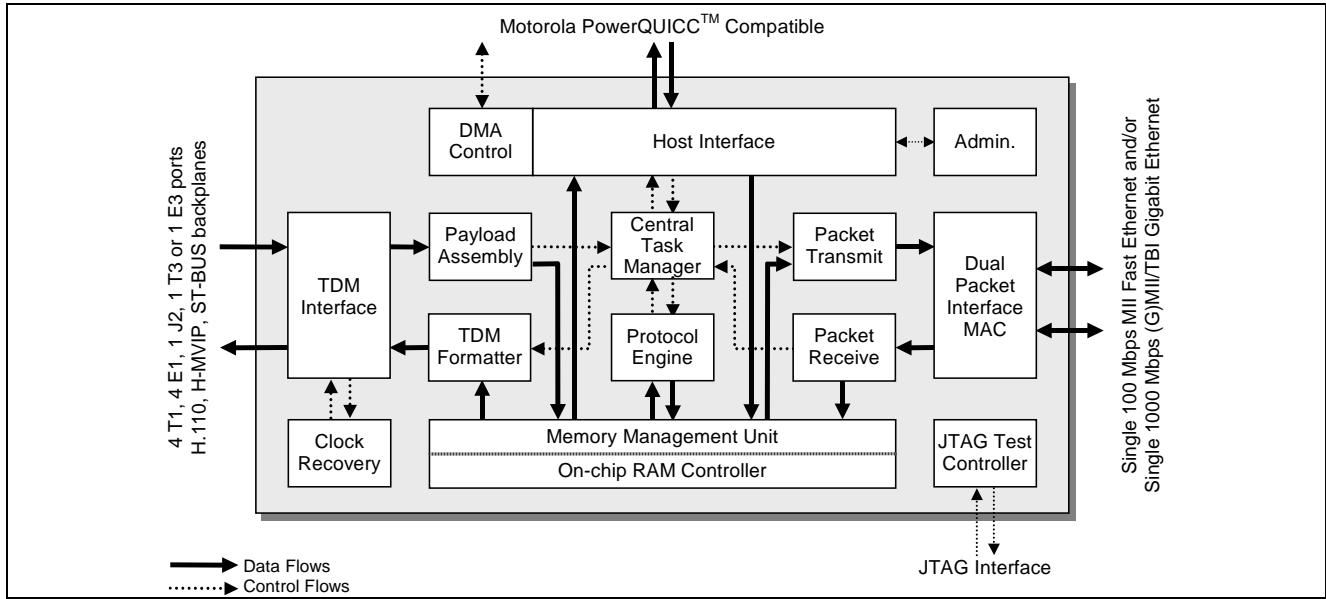 Motorola PowerQUICC™ Compatible
DMA
Control
Host Interface
Admin.
4 T1, 4 E1, 1 J2, 1 T3 or 1 E3 ports
H.110, H-MVIP, ST-BUS backplanes
TDM
Interface
Payload
Assembly
Central
Task
Manager
Packet
Transmit
Dual
Packet
Interface
MAC
Single 100 Mbps MII Fast Ethernet and/or
Single 1000 Mbps (G)MII/TBI Gigabit Ethernet
TDM
Formatter
Protocol
Engine
Packet
Receive
Clock
Recovery
Memory Management Unit
On-chip RAM Controller
JTAG Test
Controller
Data Flows
Control Flows
JTAG Interface